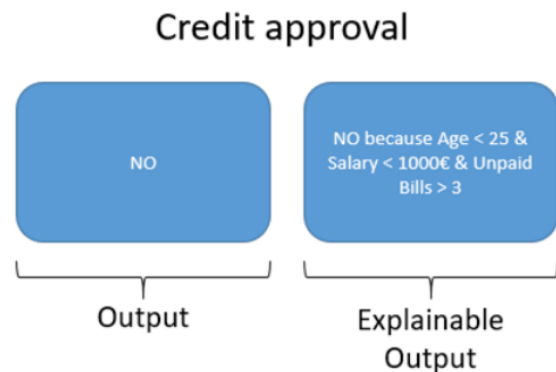 Credit approval
NO
NO because Age < 25 &
Salary < 1000€ & Unpaid
Bills > 3
Output
Explainable
Output